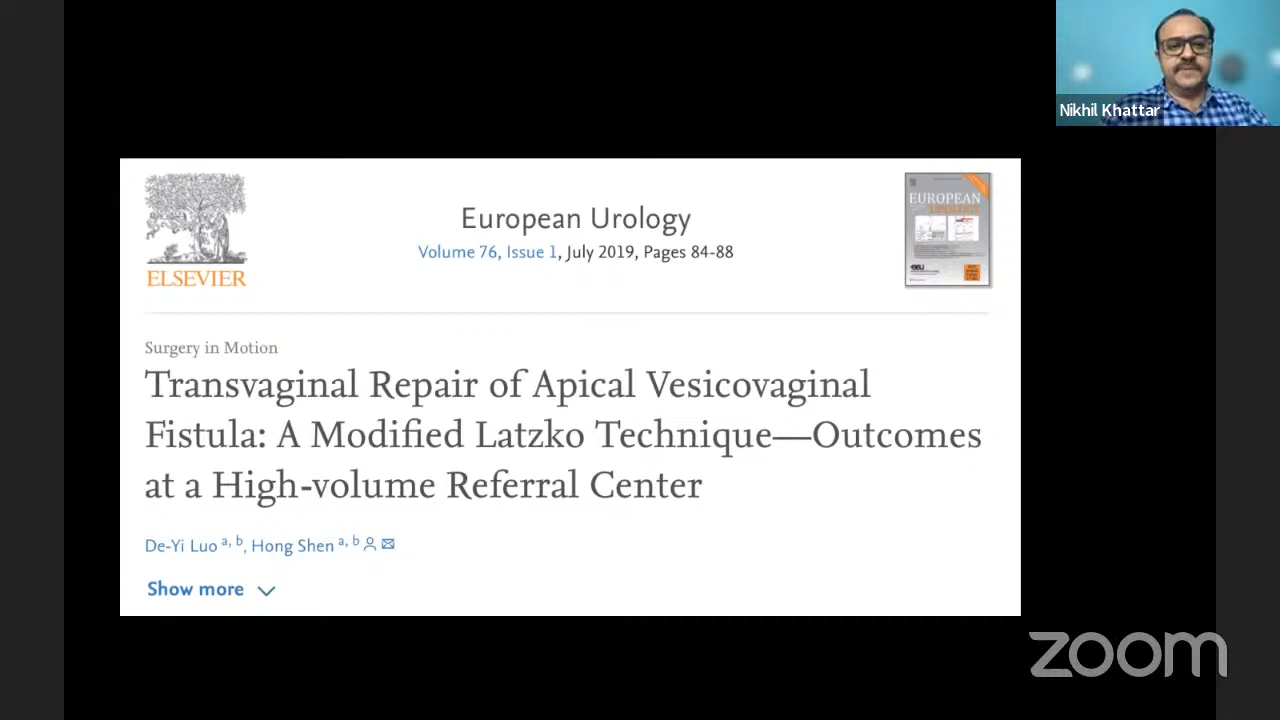 Nikhil Khattar
ELSEVIER
European Urology
Volume 76, Issue 1, July 2019, Pages 84-88
EUROPEAN
UROLOGY
Surgery in Motion
Transvaginal Repair of Apical Vesicovaginal
Fistula: A Modified Latzko Technique—Outcomes
at a High-volume Referral Center
De-Yi Luo a, b, Hong Shen a, b
Show more
zoom